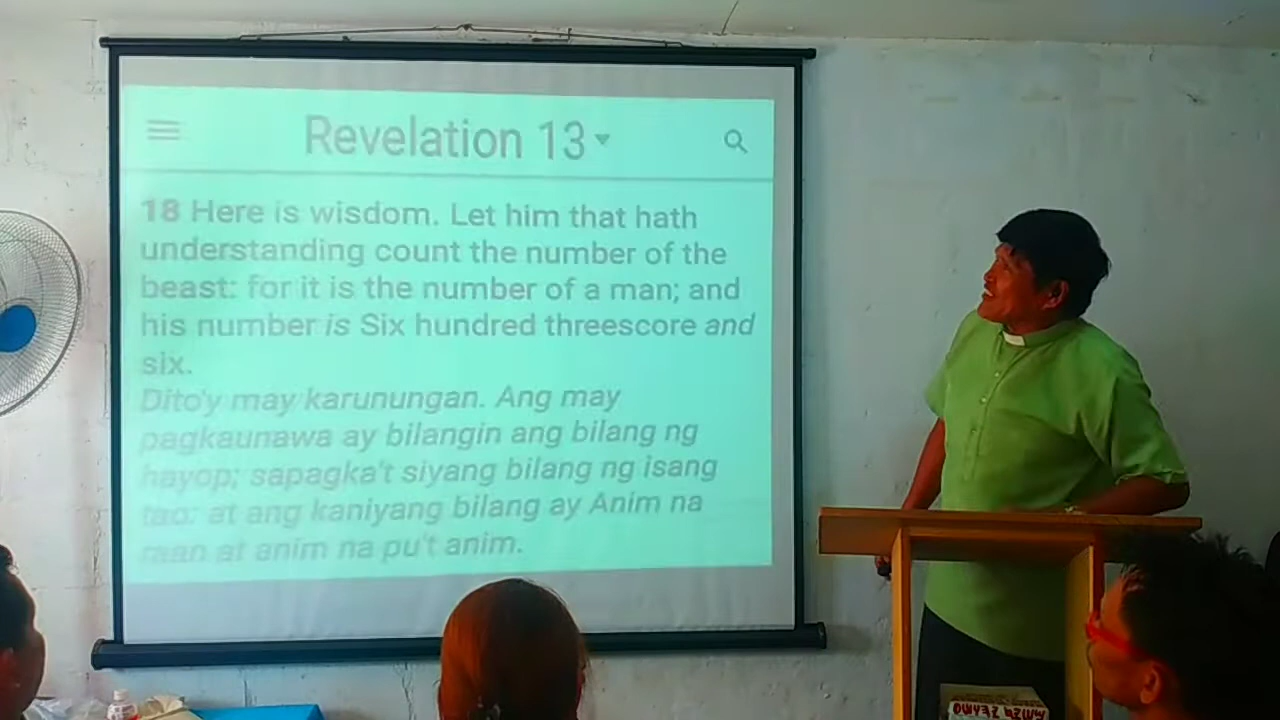 Revelation 13
18 Here is wisdom. Let him that hath
understanding count the number of the
beast: for it is the number of a man; and
his number is Six hundred threescore and
six.
Dito'y may karunungan. Ang may
pagkaunawa ay bilangin ang bilang ng
hayop; sapagka't siyang bilang ng isang
tao: at ang kaniyang bilang ay Anim na
raan at anim na pu't anim.